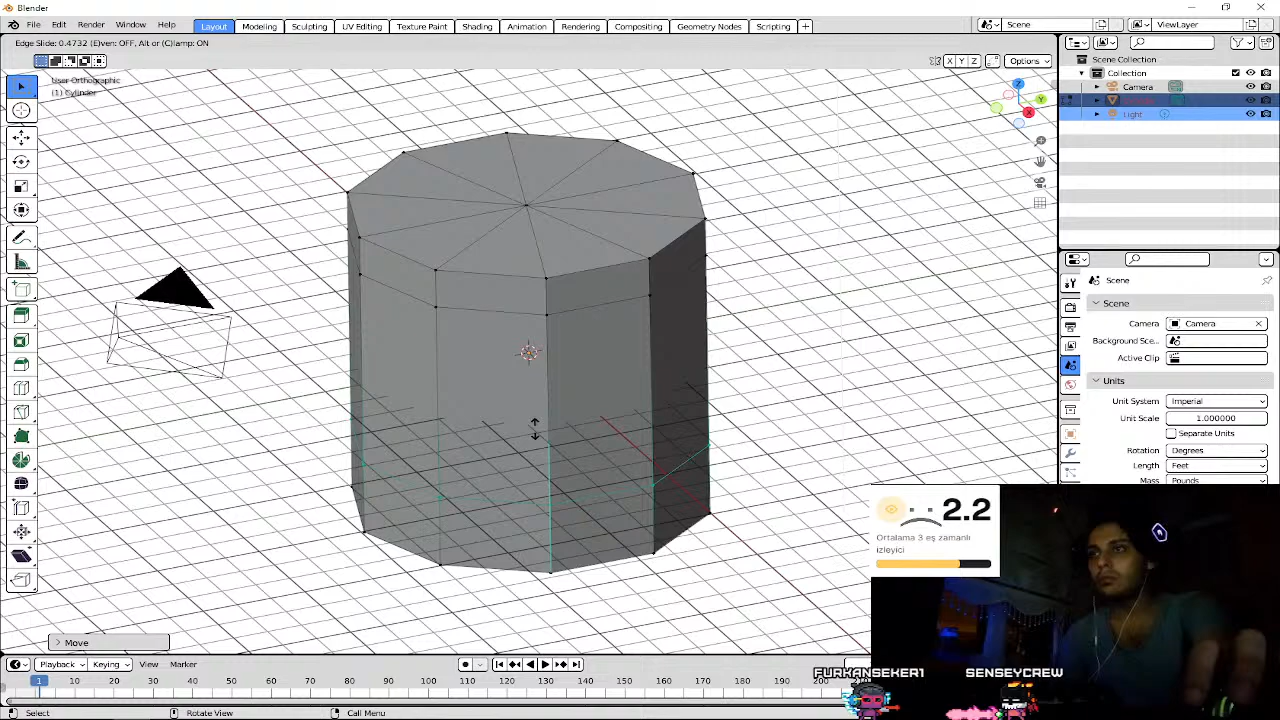 Blender
File Edit Render Window Help
Layout Modeling Sculpting UV Editing Texture Paint Shading Animation Rendering Compositing Geometry Nodes Scripting +
Scene
ViewLayer
Edge Slide: 0.4732 (E)ven: OFF, Alt or (C)lamp: ON
X Y Z
Options
User Orthographic
(1) Cylinder
Z
Y
X
Scene Collection
Collection
Camera
Light
Scene
Scene
Camera
Camera
Background Sce...
Active Clip
Units
Unit System
Imperial
Unit Scale
1.000000
Separate Units
Rotation
Degrees
Length
Feet
Mass
Pounds
2.2
Ortalama 3 eş zamanlı
izleyici
Move
FURKANSEKER1
SENSEYCREW
Playback Keying View Marker
1 10 20 30 40 50 80 90 100 110 120 130 140 150 160 170 180 190 200
Select
Rotate View
Call Menu